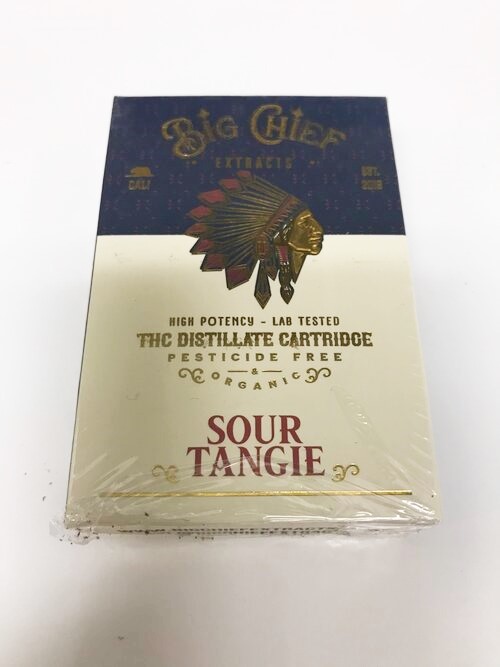 BIG CHIEF
EXTRACTS
CALI
EST.
2018
HIGH POTENCY - LAB TESTED
THC DISTILLATE CARTRIDGE
PESTICIDE FREE
&
ORGANIC
SOUR
TANGIE